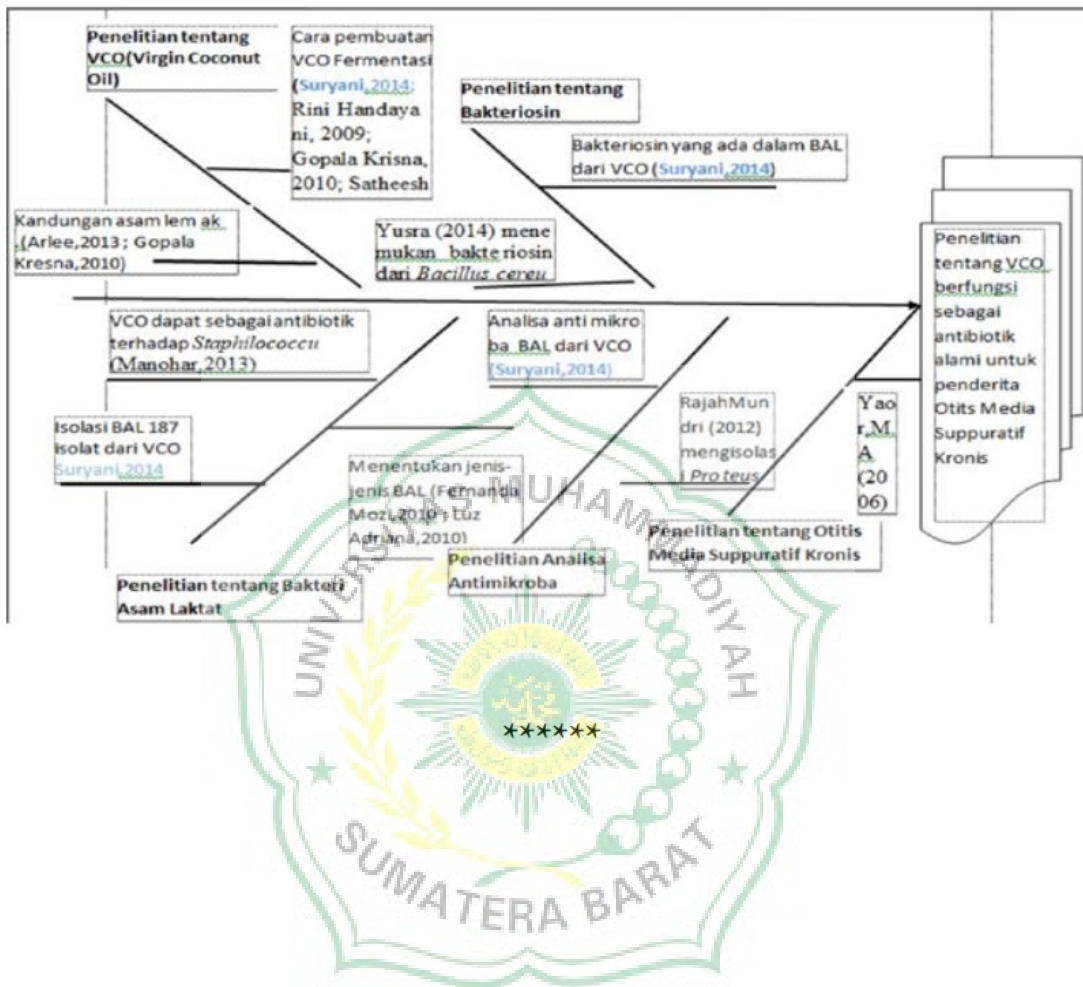 Penelitian tentang
VCO(Virgin Coconut
Oil)
Cara pembuatan
VCO Fermentasi
(Suryani,2014;
Rini Handaya
ni, 2009;
Gopala Krisna,
2010; Satheesh
Penelitian tentang
Bakteriosin
Bakteriosin yang ada dalam BAL
dari VCO (Suryani,2014)
Kandungan asam lem ak
(Arlee,2013 ; Gopala
Kresna,2010)
Yusra (2014) mene
mukan bakte riosin
dari Bacillus cereu
Penelitian
tentang VCO
berfungsi
sebagai
antibiotik
alami untuk
penderita
Otits Media
Suppuratif
Kronis
VCO dapat sebagai antibiotik
terhadap Staphilococcu
(Manohar,2013)
Analisa anti mikro
ba BAL dari VCO
(Suryani,2014)
Isolasi BAL 187
isolat dari VCO
Suryani,2014
RajahMun
dri (2012)
mengisolas
i Pro teus
Yao
r,M
A
(20
06)
Menentukan jenis-
jenis BAL (Fernanda
Mozi,2010 ; Luz
Adriana,2010)
Penelitian tentang Otitis
Media Suppuratif Kronis
Penelitian Analisa
Antimikroba
Penelitian tentang Bakteri
Asam Laktat
UNIVERSITAS MUHAMMADIYAH
******
SUMATERA BARAT